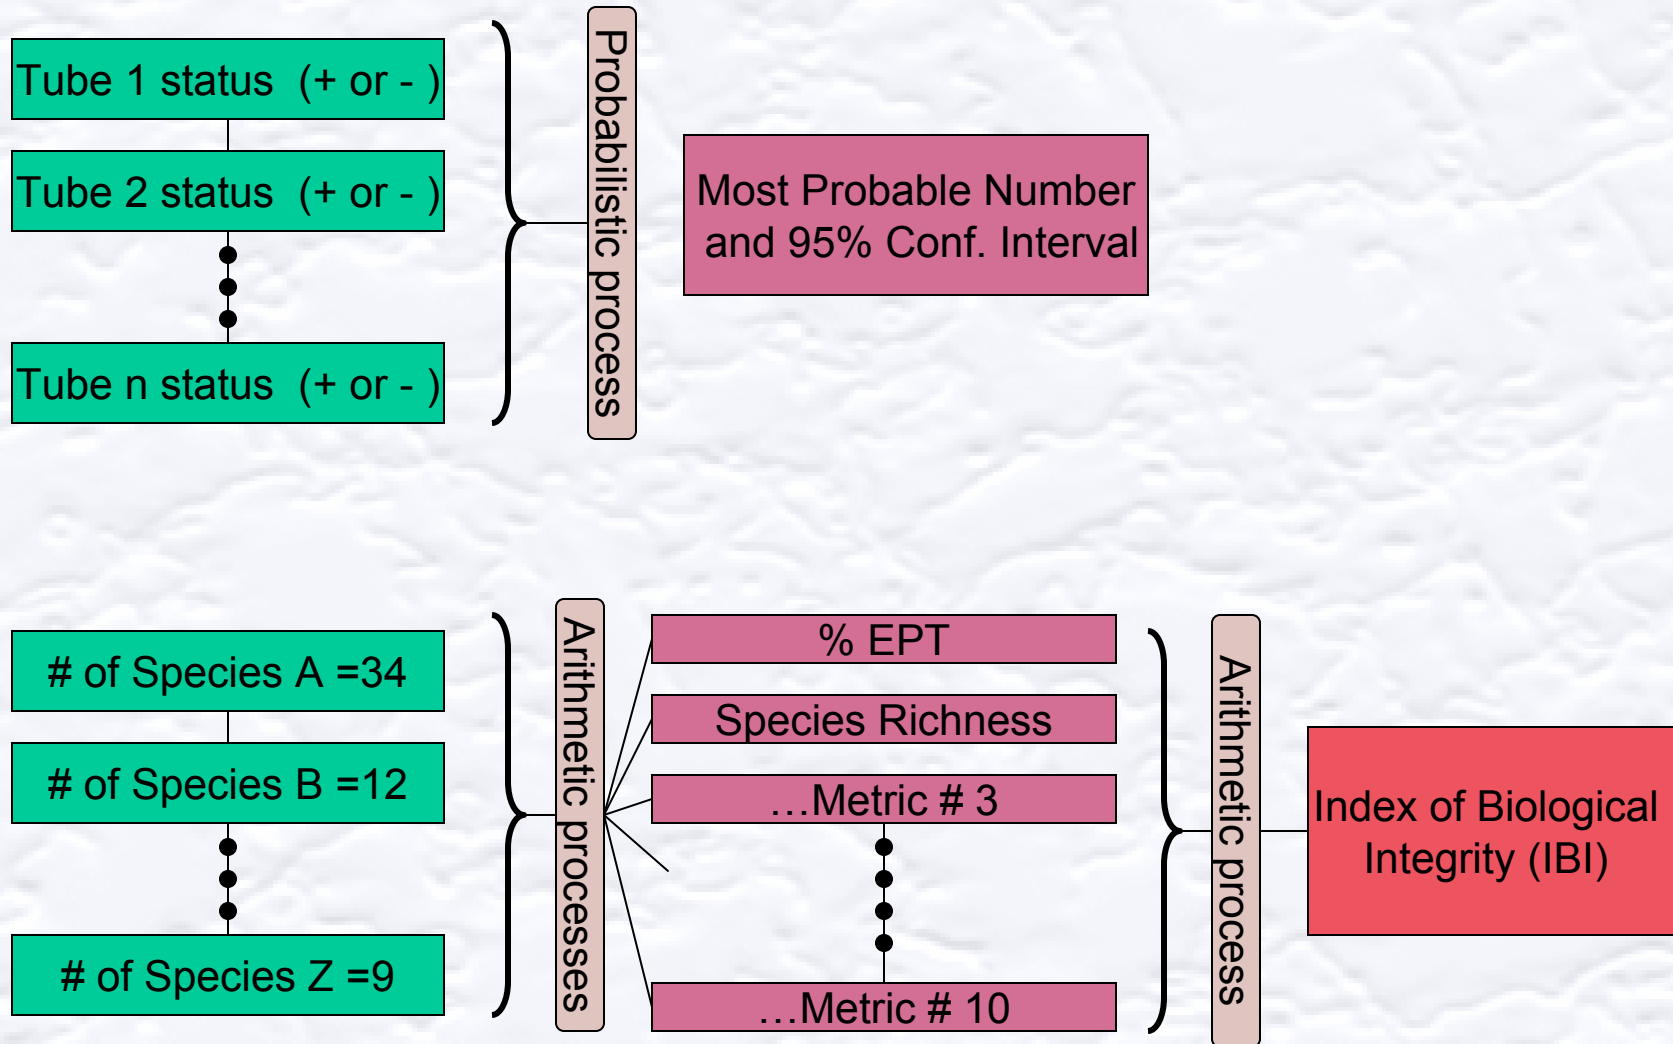 Tube 1 status  (+ or - )
Tube 2 status  (+ or - )
Tube n status  (+ or - )
Probabilistic process
Most Probable Number
and 95% Conf. Interval
# of Species A =34
# of Species B =12
# of Species Z =9
Arithmetic processes
% EPT
Species Richness
…Metric # 3
…Metric # 10
Arithmetic process
Index of Biological
Integrity (IBI)